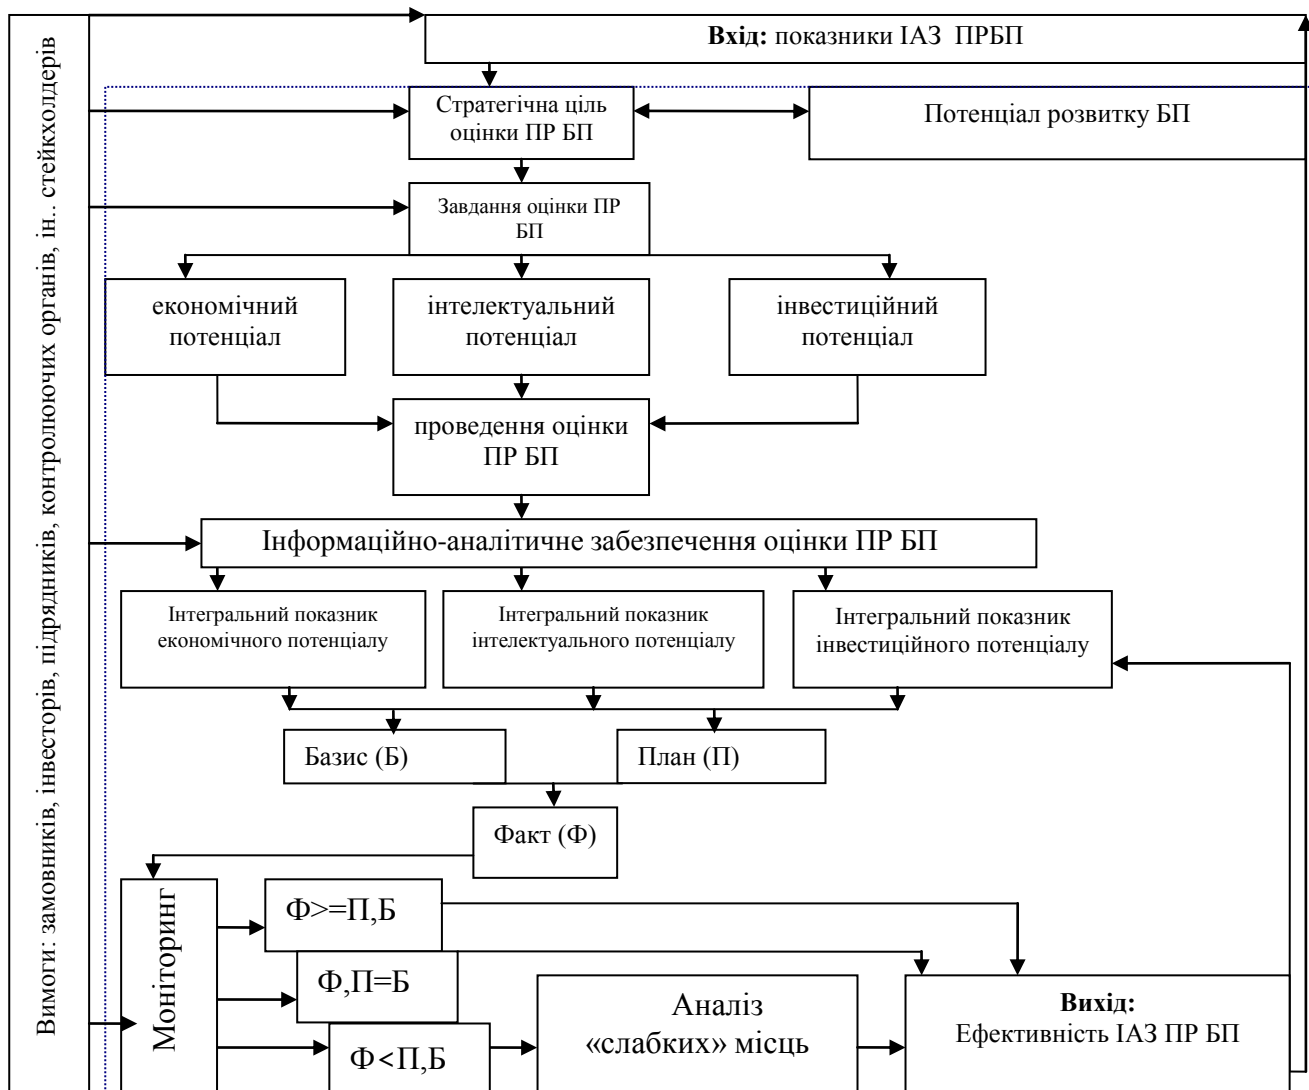 Вимоги: замовників, інвесторів, підрядників, контролюючих органів, ін.. стейкхолдерів
Вхід: показники ІАЗ ПРБП
Стратегічна ціль
оцінки ПР БП
Потенціал розвитку БП
Завдання оцінки ПР
БП
економічний
потенціал
інтелектуальний
потенціал
інвестиційний
потенціал
проведення оцінки
ПР БП
Інформаційно-аналітичне забезпечення оцінки ПР БП
Інтегральний показник
економічного потенціалу
Інтегральний показник
інтелектуального потенціалу
Інтегральний показник
інвестиційного потенціалу
Базис (Б)
План (П)
Факт (Ф)
Моніторинг
Ф>=П,Б
Ф,П=Б
Ф<П,Б
Аналіз
«слабких» місць
Вихід:
Ефективність ІАЗ ПР БП